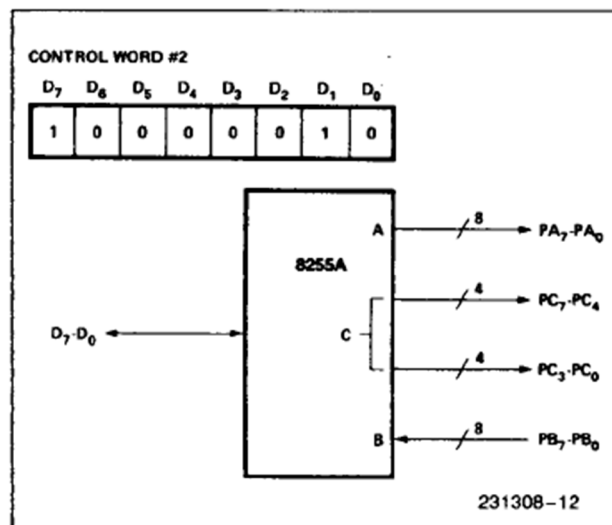 CONTROL WORD #2
D7 D6 D5 D4 D3 D2 D1 D0
1 0 0 0 0 0 1 0
A
8
PA7-PA0
8255A
4
PC7-PC4
D7-D0
C
4
PC3-PC0
B
8
PB7-PB0
231308-12